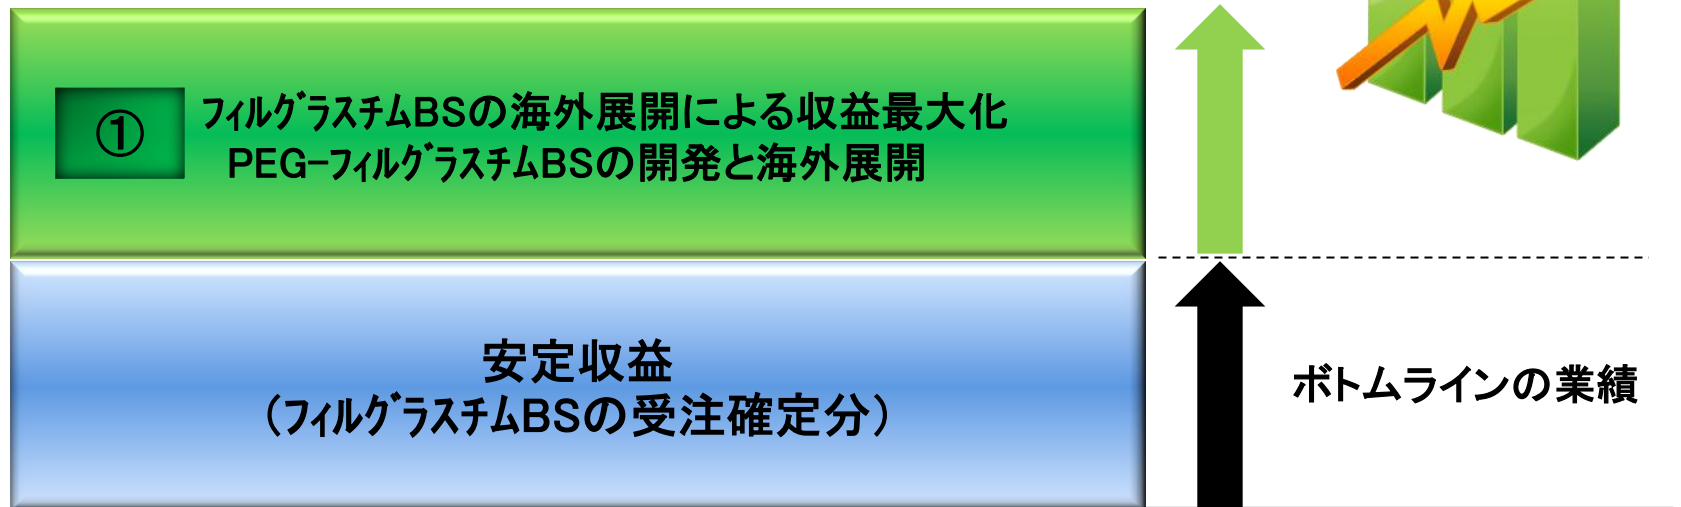 ①
フィルグラスチムBSの海外展開による収益最大化
PEG-フィルグラスチムBSの開発と海外展開
安定収益
（フィルグラスチムBSの受注確定分）
ボトムラインの業績